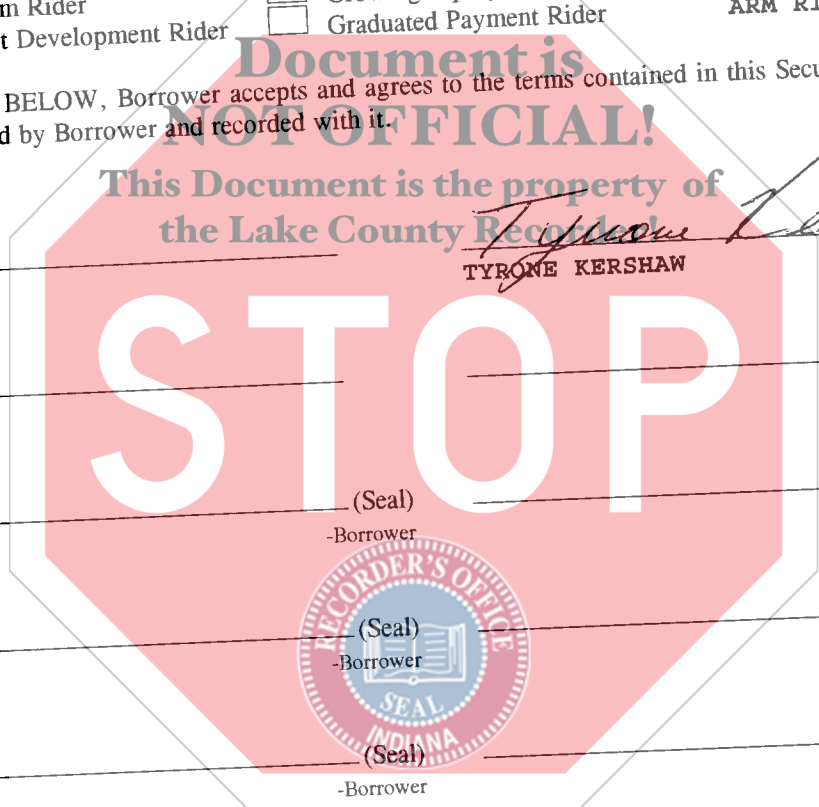 m Rider
ARM RI
t Development Rider
Graduated Payment Rider
Document is
BELOW, Borrower accepts and agrees to the terms contained in this Secu
NOT OFFICIAL!
d by Borrower and recorded with it.
This Document is the property of
the Lake County Recorder!
Tyrone
TYRONE KERSHAW
STOP
(Seal)
-Borrower
RECORDER'S OFFICE
(Seal)
-Borrower
SEAL
INDIANA
(Seal)
-Borrower